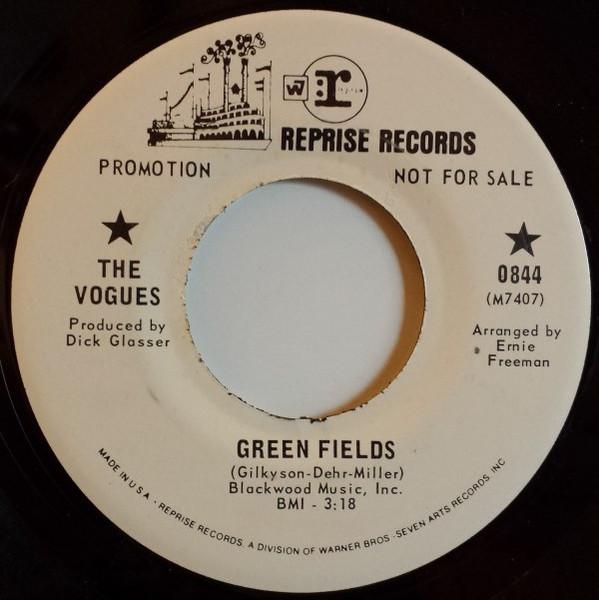 W7
r
REPRISE RECORDS
PROMOTION
NOT FOR SALE
THE
VOGUES
Produced by
Dick Glasser
0844
(M7407)
Arranged by
Ernie
Freeman
GREEN FIELDS
(Gilkyson-Dehr-Miller)
Blackwood Music, Inc.
BMI - 3:18
MADE IN U.S.A. - REPRISE RECORDS, A DIVISION OF WARNER BROS.-SEVEN ARTS RECORDS, INC